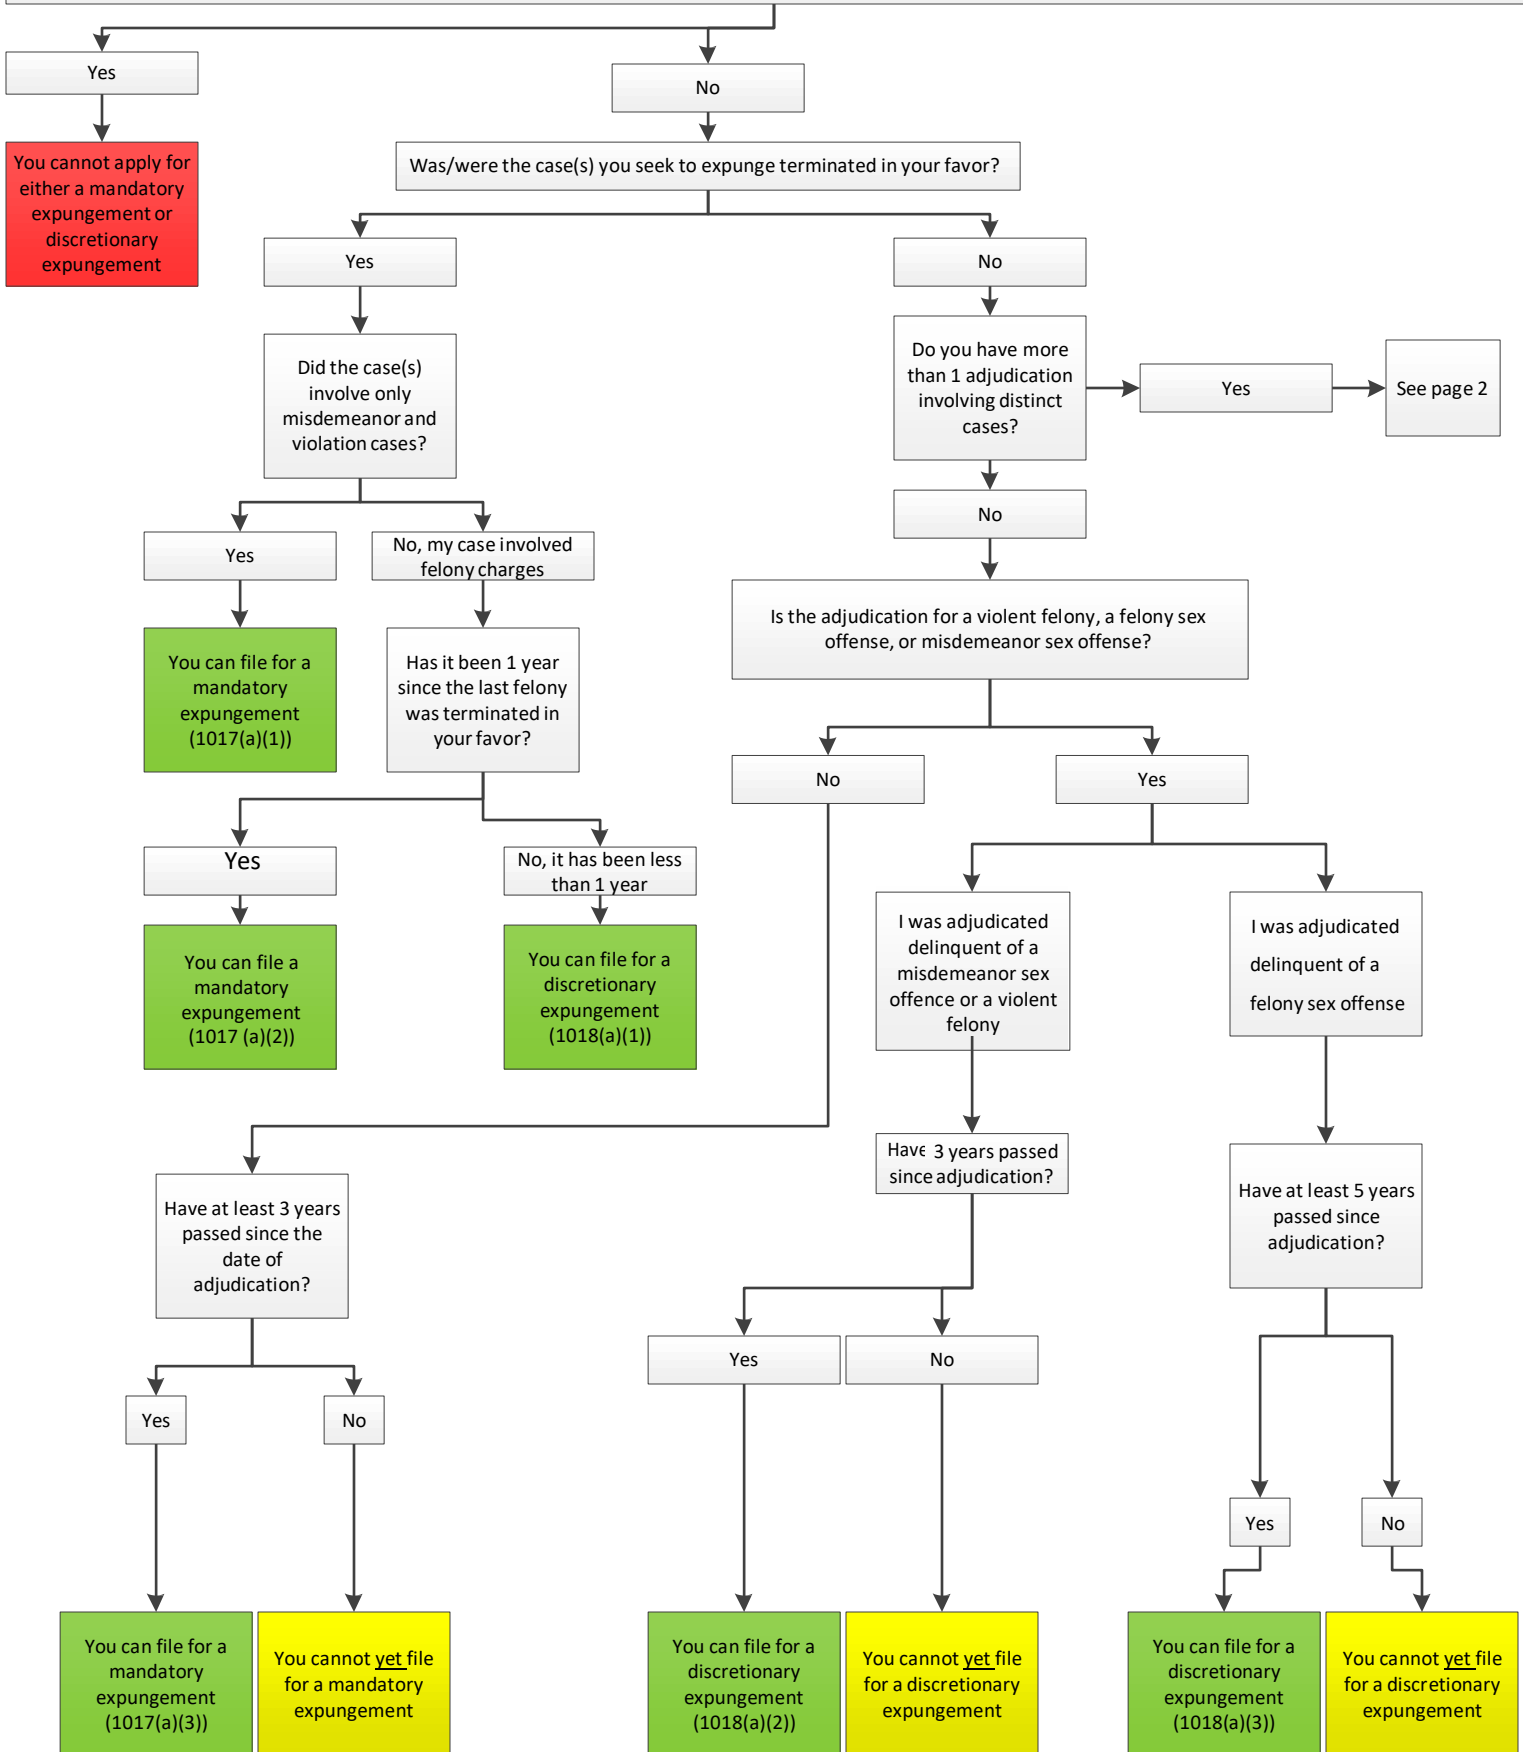 Yes
No
You cannot apply for
either a mandatory
expungement or
discretionary
expungement
Was/were the case(s) you seek to expunge terminated in your favor?
Yes
No
Did the case(s)
involve only
misdemeanor and
violation cases?
Do you have more
than 1 adjudication
involving distinct
cases?
Yes
See page 2
Yes
No, my case involved
felony charges
No
You can file for a
mandatory
expungement
(1017(a)(1))
Has it been 1 year
since the last felony
was terminated in
your favor?
Is the adjudication for a violent felony, a felony sex
offense, or misdemeanor sex offense?
No
Yes
Yes
No, it has been less
than 1 year
You can file a
mandatory
expungement
(1017 (a)(2))
You can file for a
discretionary
expungement
(1018(a)(1))
I was adjudicated
delinquent of a
misdemeanor sex
offence or a violent
felony
I was adjudicated
delinquent of a
felony sex offense
Have 3 years passed
since adjudication?
Have at least 3 years
passed since the
date of
adjudication?
Have at least 5 years
passed since
adjudication?
Yes
No
Yes
No
Yes
No
You can file for a
mandatory
expungement
(1017(a)(3))
You cannot yet file
for a mandatory
expungement
You can file for a
discretionary
expungement
(1018(a)(2))
You cannot yet file
for a discretionary
expungement
You can file for a
discretionary
expungement
(1018(a)(3))
You cannot yet file
for a discretionary
expungement